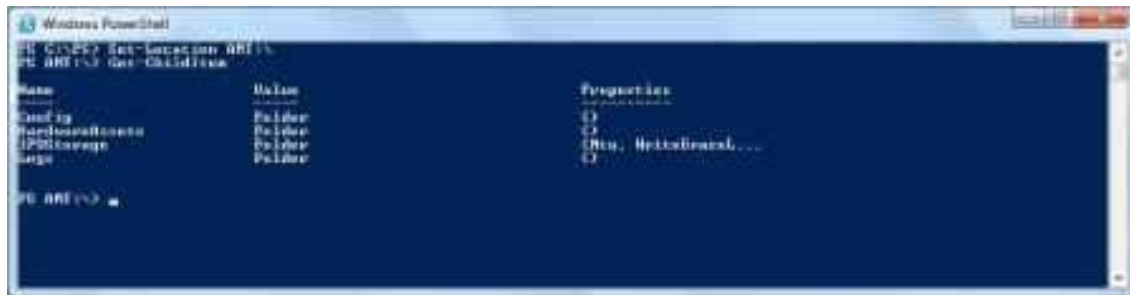 Windows PowerShell
PS C:\PS> Set-Location AMT:\
PS AMT:\> Get-ChildItem
Name Value Properties
Config Folder {}
HardwareAssets Folder {}
3PDStorage Folder
Logs Folder {}
PS AMT:\>